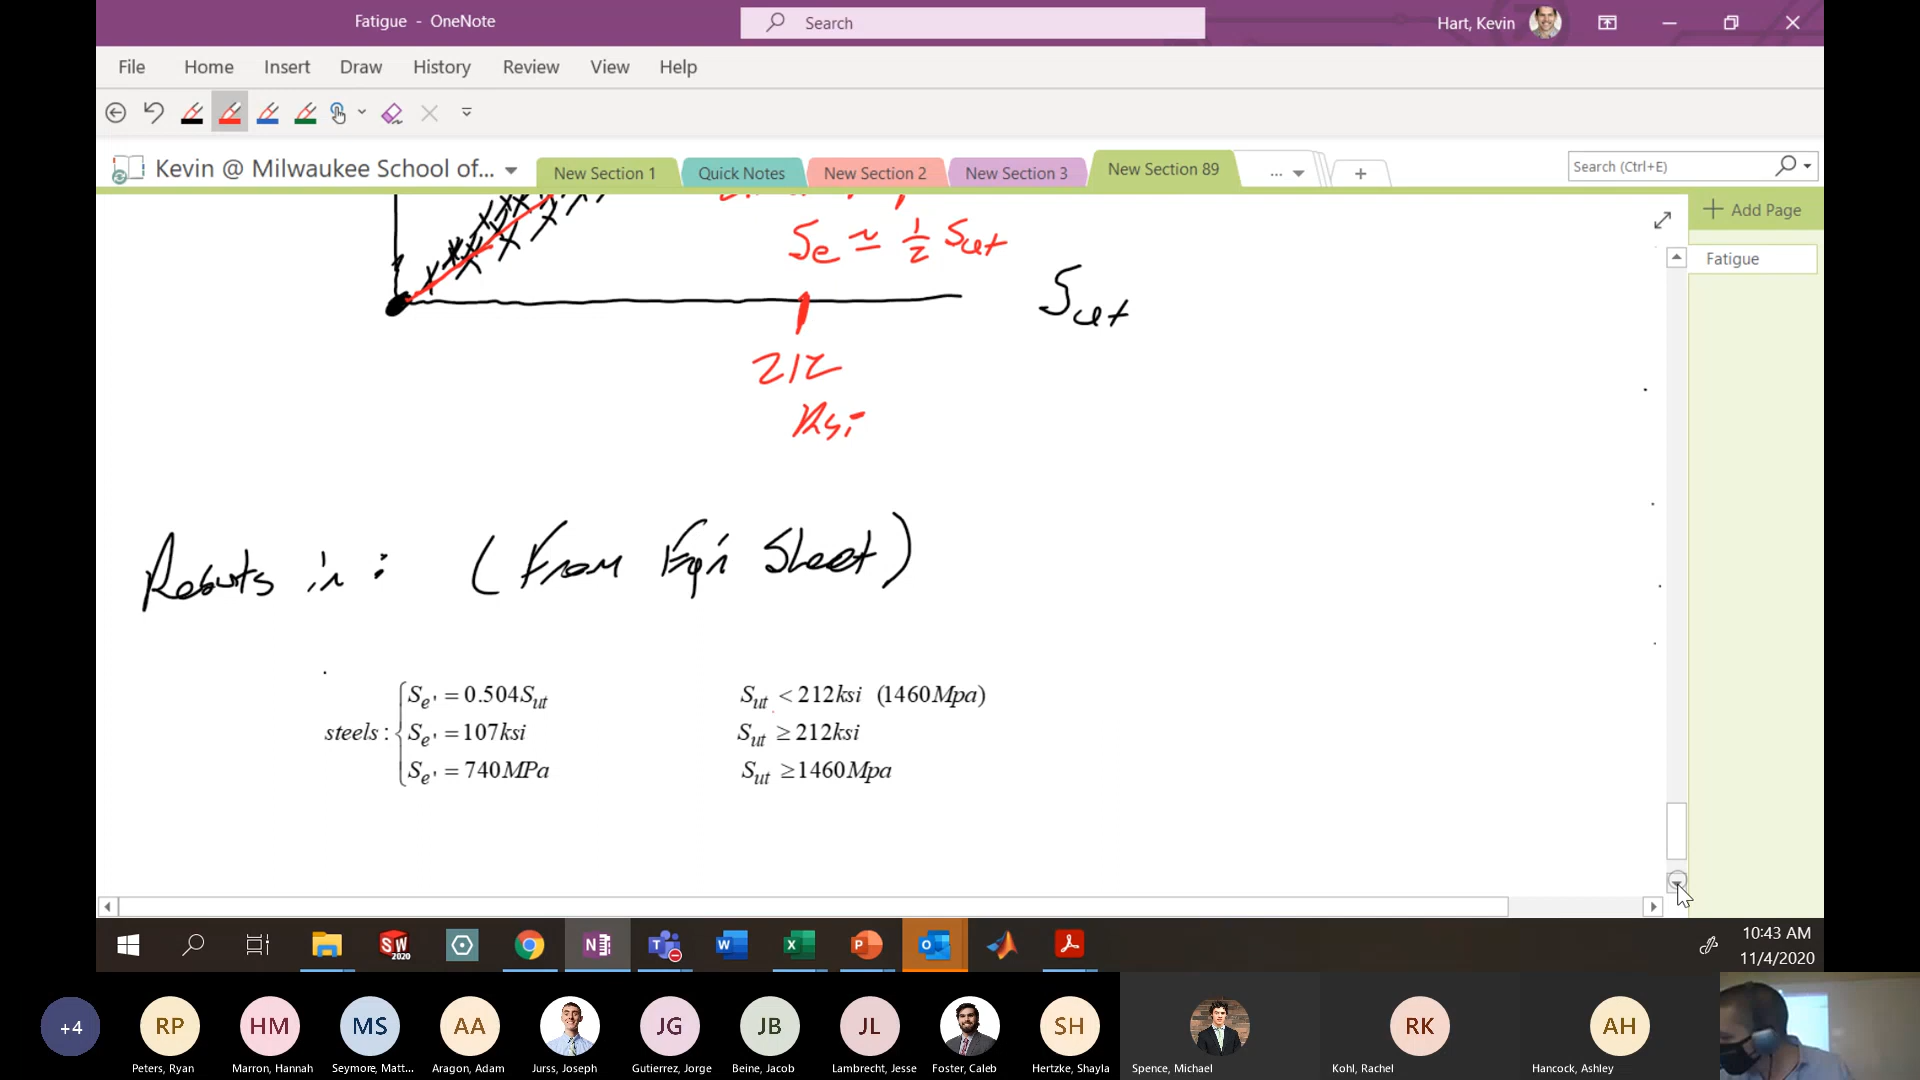 Fatigue - OneNote
Search
Hart, Kevin
File Home Insert Draw History Review View Help
Kevin @ Milwaukee School of...
New Section 1
Quick Notes
New Section 2
New Section 3
New Section 89
...
Search (Ctrl+E)
Add Page
Fatigue
Se ≃ 1/2 Sut
Sut
212
Ksi
Results in : (From Eq'n Sheet)
steels :
Se' = 0.504Sut Sut < 212ksi (1460Mpa)
Se' = 107ksi Sut ≥ 212ksi
Se' = 740MPa Sut ≥1460Mpa
SW
2020
10:43 AM
11/4/2020
+4
RP
HM
MS
AA
JG
JB
JL
SH
RK
AH
Peters, Ryan
Marron, Hannah
Seymore, Matt...
Aragon, Adam
Jurss, Joseph
Gutierrez, Jorge
Beine, Jacob
Lambrecht, Jesse
Foster, Caleb
Hertzke, Shayla
Spence, Michael
Kohl, Rachel
Hancock, Ashley